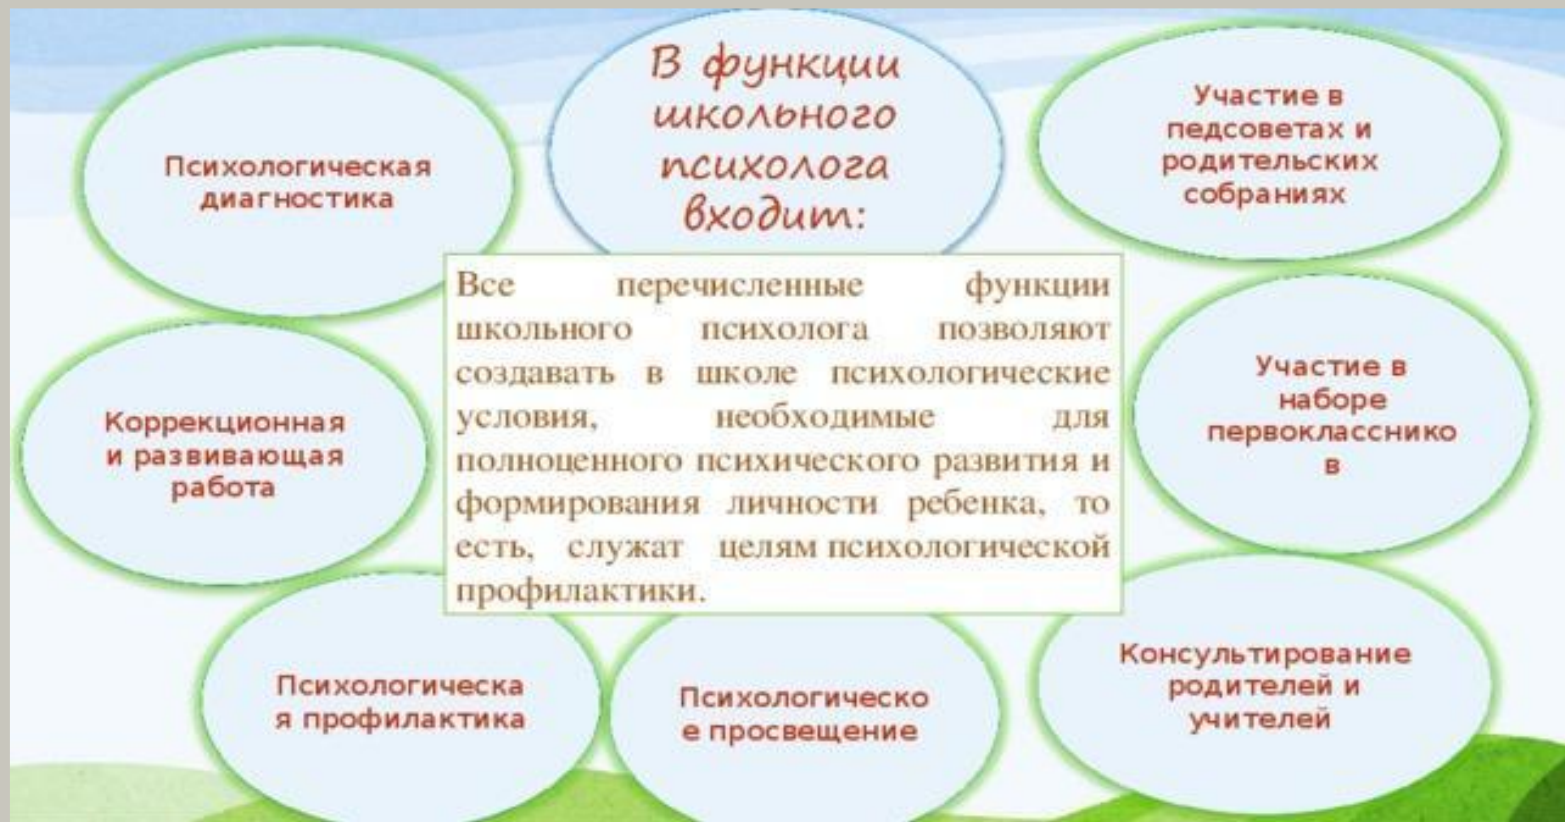 В функции
школьного
психолога
входит:
Психологическая
диагностика
Участие в
педсоветах и
родительских
собраниях
Все перечисленные функции
школьного психолога позволяют
создавать в школе психологические
условия, необходимые для
полноценного психического развития и
формирования личности ребенка, то
есть, служат целям психологической
профилактики.
Коррекционная
и развивающая
работа
Участие в
наборе
первокласснико
в
Психологическа
я профилактика
Психологическо
е просвещение
Консультирование
родителей и
учителей